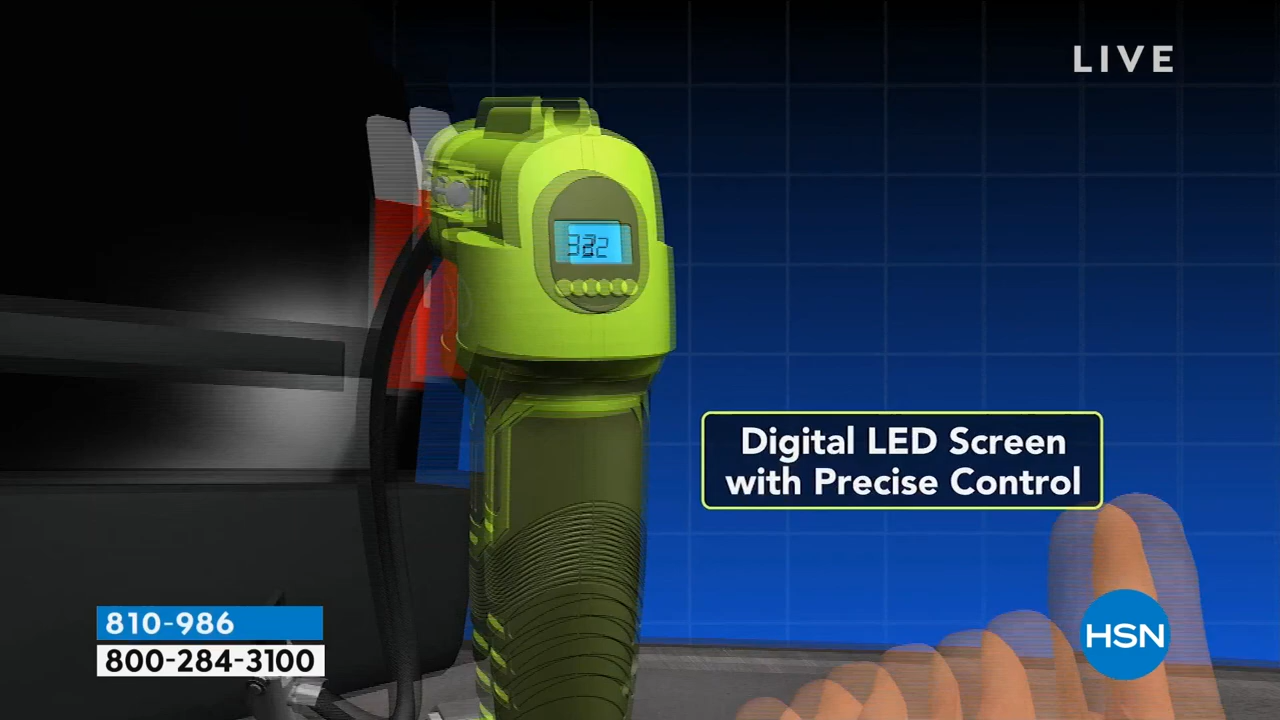 LIVE
Digital LED Screen
with Precise Control
810-986
800-284-3100
HSN